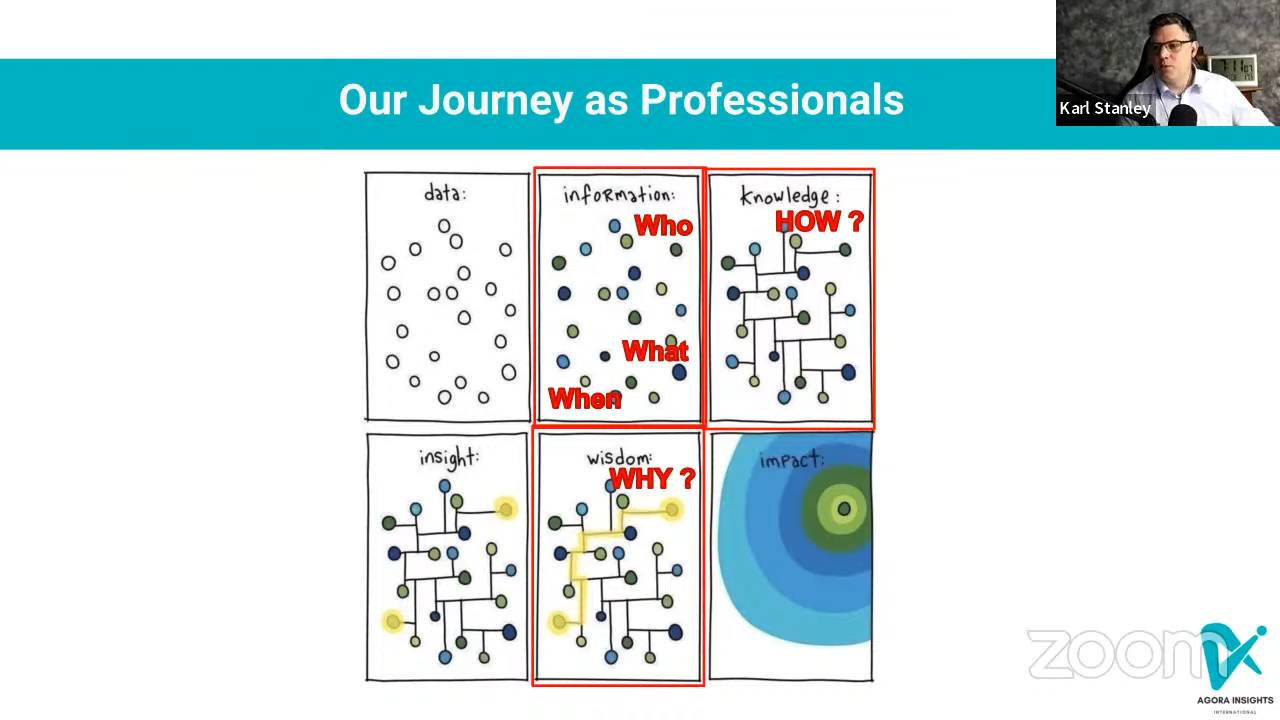 Our Journey as Professionals
Karl Stanley
data:
information:
Who
What
When
knowledge:
HOW ?
insight:
wisdom:
WHY ?
impact:
zoom
AGORA INSIGHTS
INTERNATIONAL